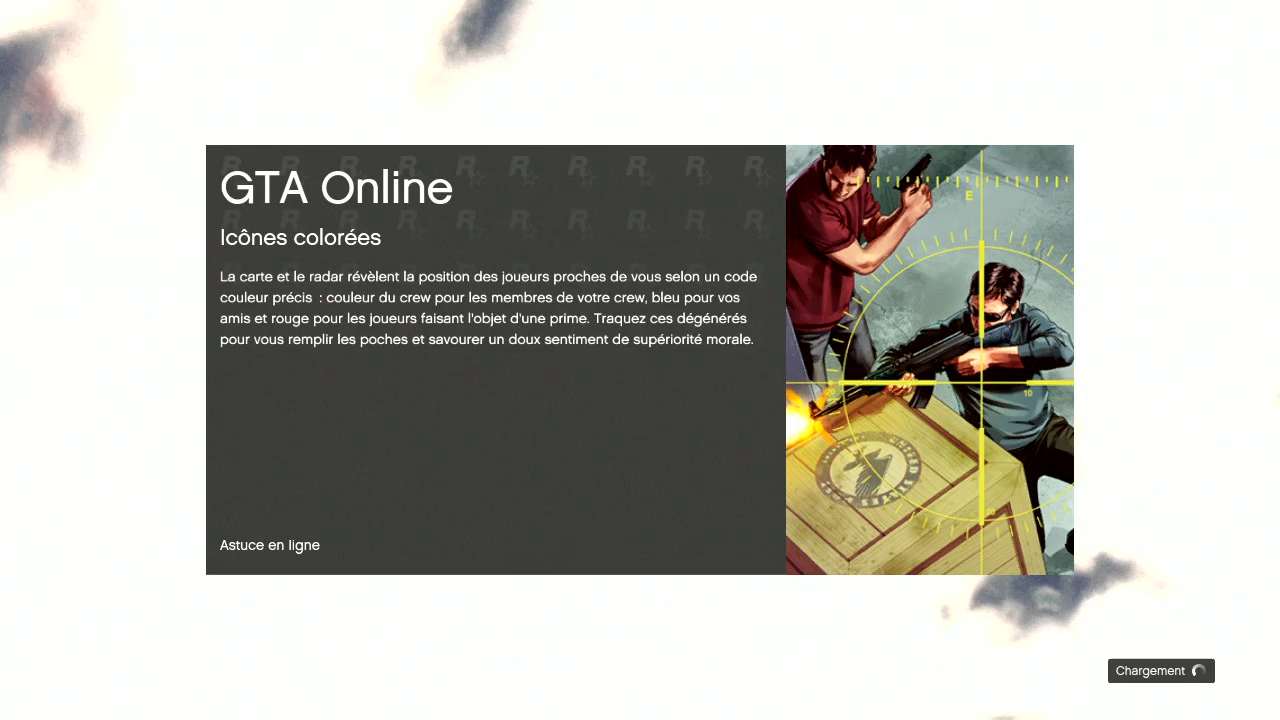 GTA Online
Icônes colorées
La carte et le radar révèlent la position des joueurs proches de vous selon un code
couleur précis  : couleur du crew pour les membres de votre crew, bleu pour vos
amis et rouge pour les joueurs faisant l'objet d'une prime. Traquez ces dégénérés
pour vous remplir les poches et savourer un doux sentiment de supériorité morale.
Astuce en ligne
E
10
UNITED STATES
Chargement